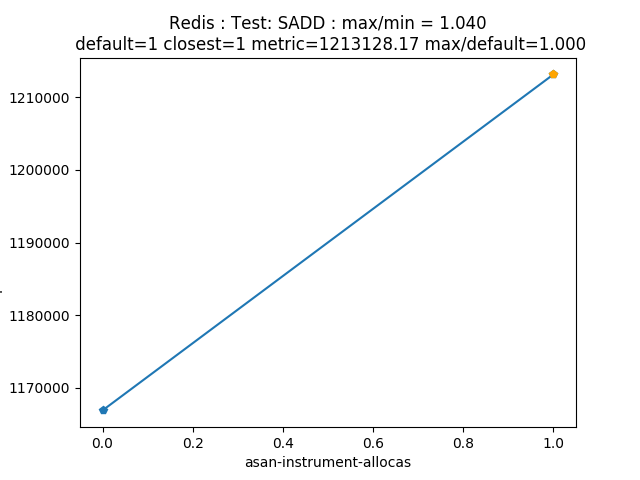 Redis : Test: SADD : max/min = 1.040
default=1 closest=1 metric=1213128.17 max/default=1.000
1210000
1200000
1190000
1180000
1170000
0.0 0.2 0.4 0.6 0.8 1.0
asan-instrument-allocas